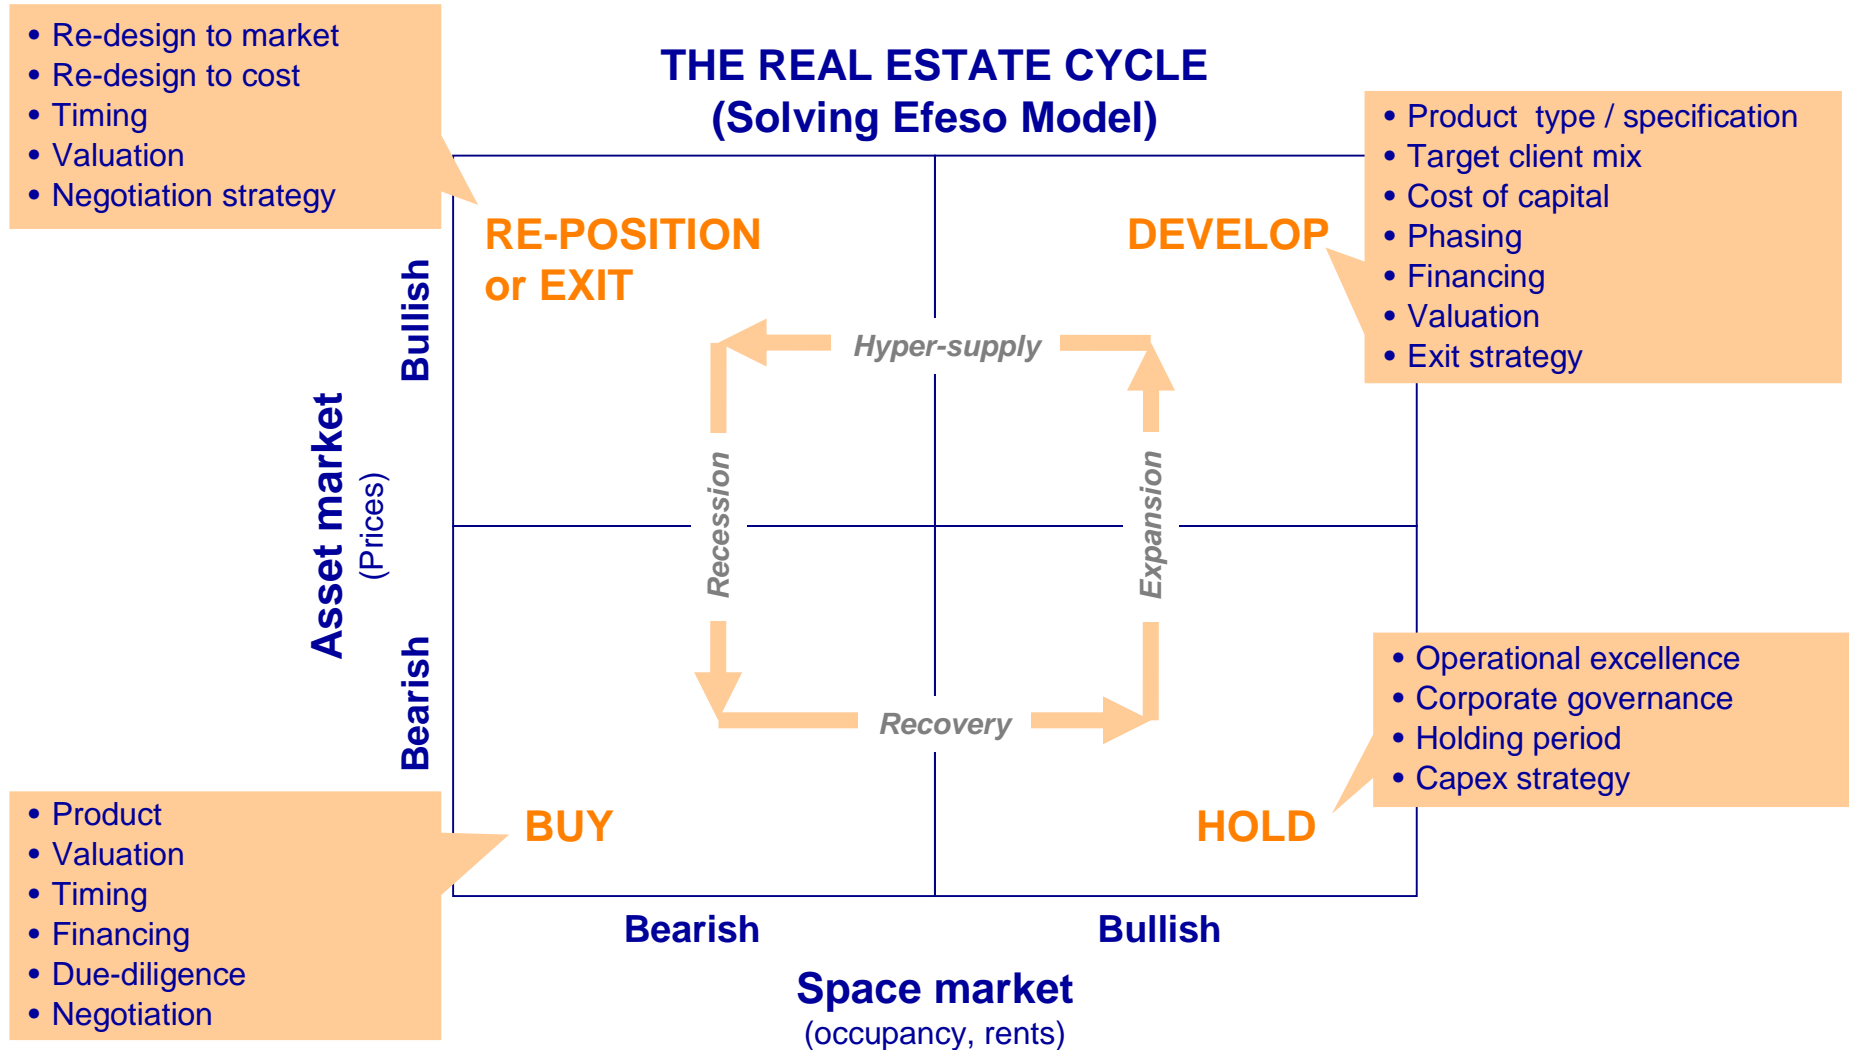 • Re-design to market
• Re-design to cost
• Timing
• Valuation
• Negotiation strategy
THE REAL ESTATE CYCLE
(Solving Efeso Model)
• Product type / specification
• Target client mix
• Cost of capital
• Phasing
• Financing
• Valuation
• Exit strategy
RE-POSITION
or EXIT
DEVELOP
Bullish
Hyper-supply
Asset market
(Prices)
Recession
Expansion
Bearish
Recovery
• Operational excellence
• Corporate governance
• Holding period
• Capex strategy
• Product
• Valuation
• Timing
• Financing
• Due-diligence
• Negotiation
BUY
HOLD
Bearish
Bullish
Space market
(occupancy, rents)